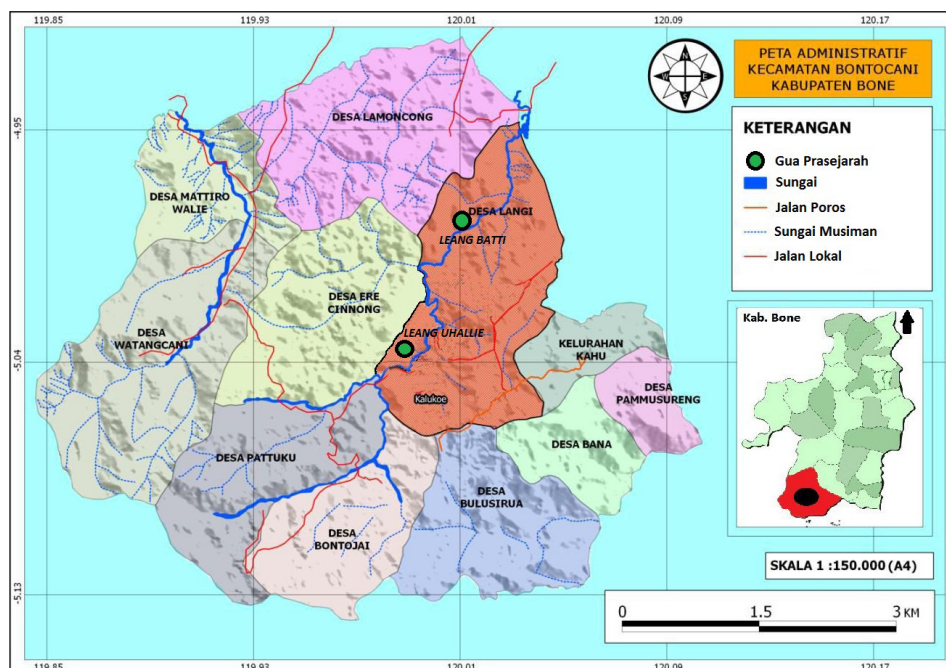 119.85 119.93 120.01 120.09 120.17
PETA ADMINISTRATIF
KECAMATAN BONTOCANI
KABUPATEN BONE
N
W E
S
KETERANGAN
Gua Prasejarah
Sungai
Jalan Poros
Sungai Musiman
Jalan Lokal
-4.95
-5.04
-5.13
DESA LAMONCONG
DESA MATTIRO
WALIE
DESA LANGI
LEANG BATTI
DESA ERE
CINNONG
LEANG UHALLIE
DESA
WATANGCANI
KELURAHAN
KAHU
DESA
PAMMUSURENG
Kalukoe
DESA BANA
DESA PATTUKU
DESA
BULUSIRUA
DESA
BONTOJAI
Kab. Bone
SKALA 1 :150.000 (A4)
0 1.5 3 KM
119.85 119.93 120.01 120.09 120.17